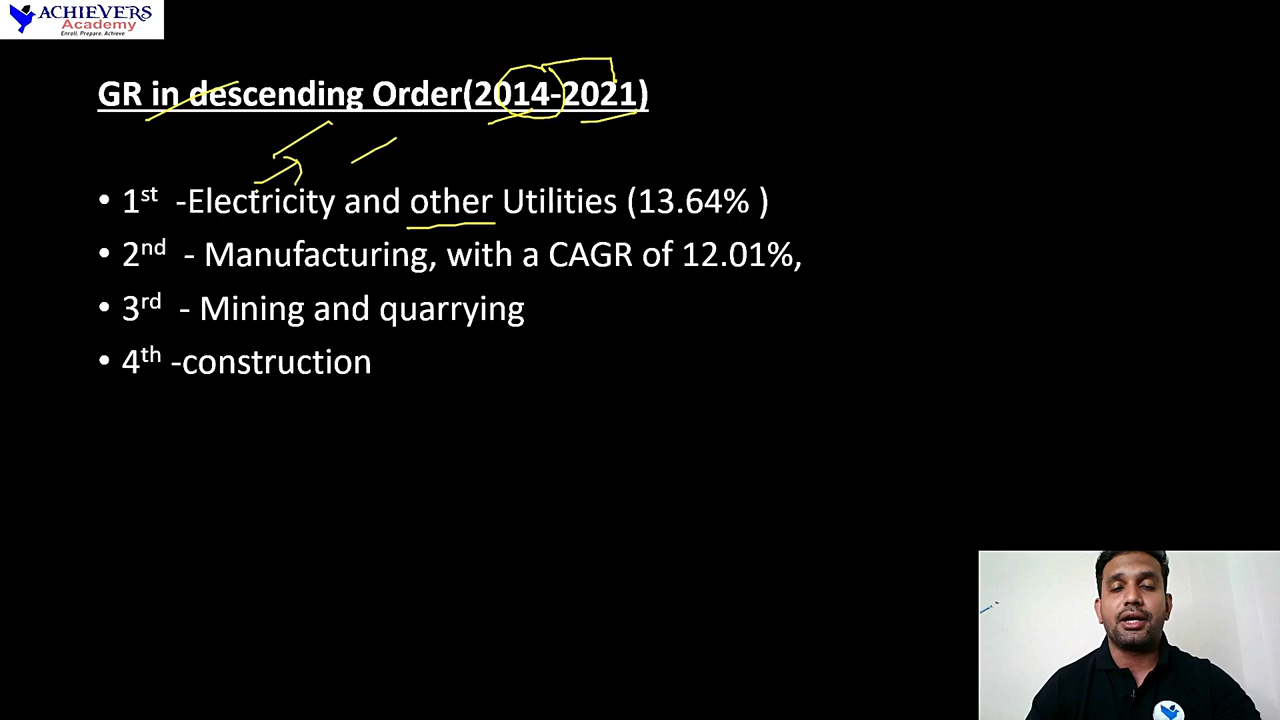 ACHIEVERS
Academy
Enroll, Prepare, Achieve
GR in descending Order(2014-2021)
• 1st -Electricity and other Utilities (13.64% )
• 2nd - Manufacturing, with a CAGR of 12.01%,
• 3rd - Mining and quarrying
• 4th -construction